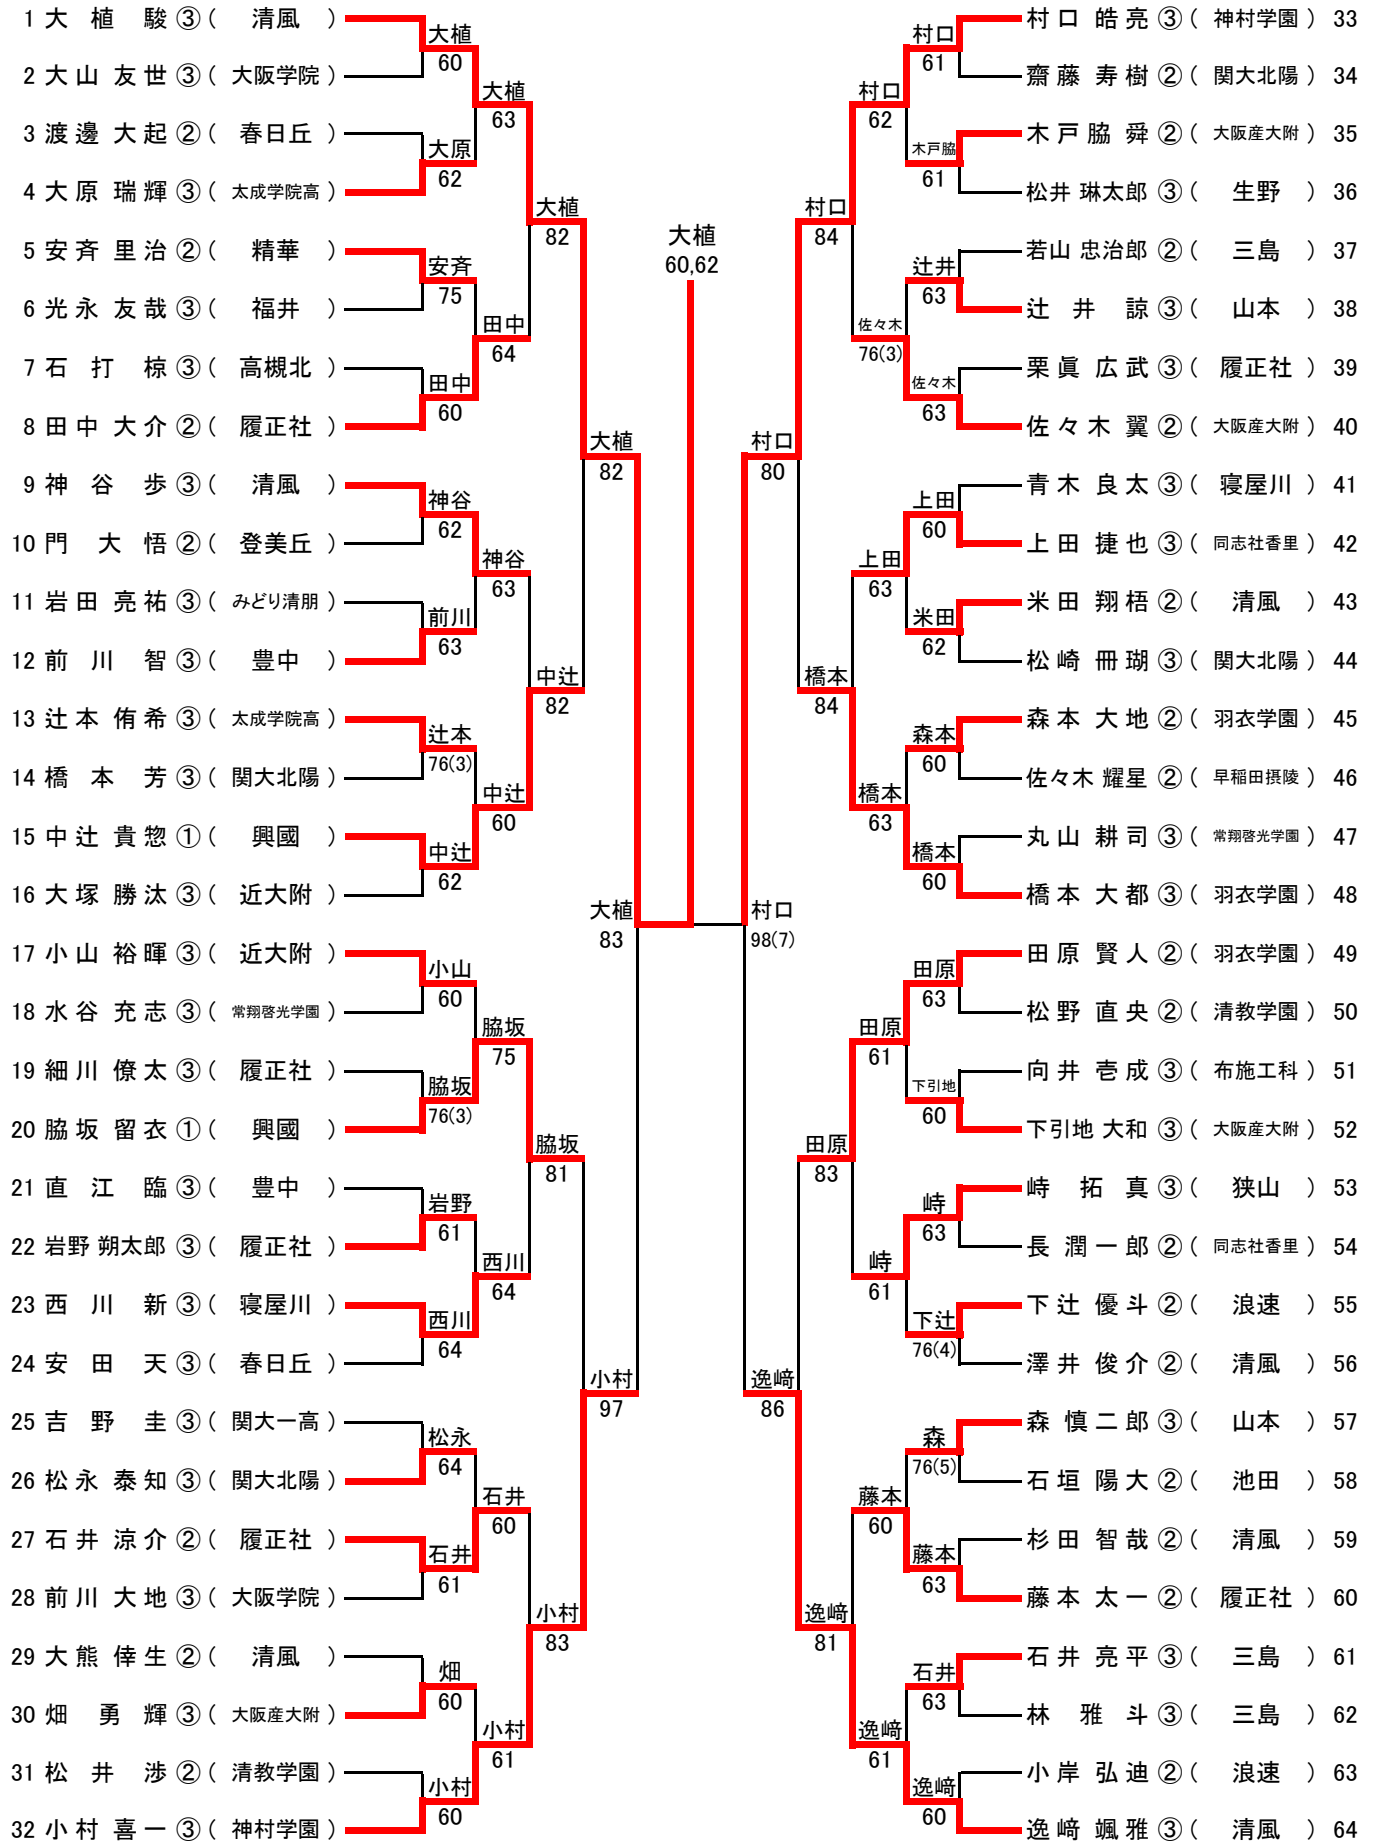 1 大植 駿 ③ ( 清風 )
2 大山 友世 ③ ( 大阪学院 )
3 渡邊 大起 ② ( 春日丘 )
4 大原 瑞輝 ③ ( 太成学院高 )
5 安斉 里治 ② ( 精華 )
6 光永 友哉 ③ ( 福井 )
7 石打 椋 ③ ( 高槻北 )
8 田中 大介 ② ( 履正社 )
9 神谷 歩 ③ ( 清風 )
10 門 大悟 ② ( 登美丘 )
11 岩田 亮祐 ③ ( みどり清朋 )
12 前川 智 ③ ( 豊中 )
13 辻本 侑希 ③ ( 太成学院高 )
14 橋本 芳 ③ ( 関大北陽 )
15 中辻 貴惣 ① ( 興國 )
16 大塚 勝汰 ③ ( 近大附 )
17 小山 裕暉 ③ ( 近大附 )
18 水谷 充志 ③ ( 常翔啓光学園 )
19 細川 僚太 ③ ( 履正社 )
20 脇坂 留衣 ① ( 興國 )
21 直江 臨 ③ ( 豊中 )
22 岩野 朔太郎 ③ ( 履正社 )
23 西川 新 ③ ( 寝屋川 )
24 安田 天 ③ ( 春日丘 )
25 吉野 圭 ③ ( 関大一高 )
26 松永 泰知 ③ ( 関大北陽 )
27 石井 涼介 ② ( 履正社 )
28 前川 大地 ③ ( 大阪学院 )
29 大熊 倖生 ② ( 清風 )
30 畑 勇輝 ③ ( 大阪産大附 )
31 松井 渉 ② ( 清教学園 )
32 小村 喜一 ③ ( 神村学園 )
大植
60
大原
62
安斉
75
田中
60
神谷
62
前川
63
辻本
76(3)
中辻
62
小山
60
脇坂
76(3)
岩野
61
西川
64
松永
64
石井
61
畑
60
小村
60
大植
63
田中
64
神谷
63
中辻
60
脇坂
75
西川
64
石井
60
小村
61
大植
82
中辻
82
脇坂
81
小村
83
大植
82
小村
97
大植
83
大植
60,62
村口
98(7)
村口
80
逸﨑
86
村口
84
橋本
84
田原
83
逸﨑
81
村口
62
佐々木
76(3)
上田
63
橋本
63
田原
61
峙
61
藤本
60
逸﨑
61
村口
61
木戸脇
61
辻井
63
佐々木
63
上田
60
米田
62
森本
60
橋本
60
田原
63
下引地
60
峙
63
下辻
76(4)
森
76(5)
藤本
63
石井
63
逸﨑
60
村口 皓亮 ③ ( 神村学園 ) 33
齋藤 寿樹 ② ( 関大北陽 ) 34
木戸脇 舜 ② ( 大阪産大附 ) 35
松井 琳太郎 ③ ( 生野 ) 36
若山 忠治郎 ② ( 三島 ) 37
辻井 諒 ③ ( 山本 ) 38
栗眞 広武 ③ ( 履正社 ) 39
佐々木 翼 ② ( 大阪産大附 ) 40
青木 良太 ③ ( 寝屋川 ) 41
上田 捷也 ③ ( 同志社香里 ) 42
米田 翔梧 ② ( 清風 ) 43
松崎 冊瑚 ③ ( 関大北陽 ) 44
森本 大地 ② ( 羽衣学園 ) 45
佐々木 耀星 ② ( 早稲田摂陵 ) 46
丸山 耕司 ③ ( 常翔啓光学園 ) 47
橋本 大都 ③ ( 羽衣学園 ) 48
田原 賢人 ② ( 羽衣学園 ) 49
松野 直央 ② ( 清教学園 ) 50
向井 壱成 ③ ( 布施工科 ) 51
下引地 大和 ③ ( 大阪産大附 ) 52
峙 拓真 ③ ( 狭山 ) 53
長 潤一郎 ② ( 同志社香里 ) 54
下辻 優斗 ② ( 浪速 ) 55
澤井 俊介 ② ( 清風 ) 56
森 慎二郎 ③ ( 山本 ) 57
石垣 陽大 ② ( 池田 ) 58
杉田 智哉 ② ( 清風 ) 59
藤本 太一 ② ( 履正社 ) 60
石井 亮平 ③ ( 三島 ) 61
林 雅斗 ③ ( 三島 ) 62
小岸 弘迪 ② ( 浪速 ) 63
逸﨑 颯雅 ③ ( 清風 ) 64